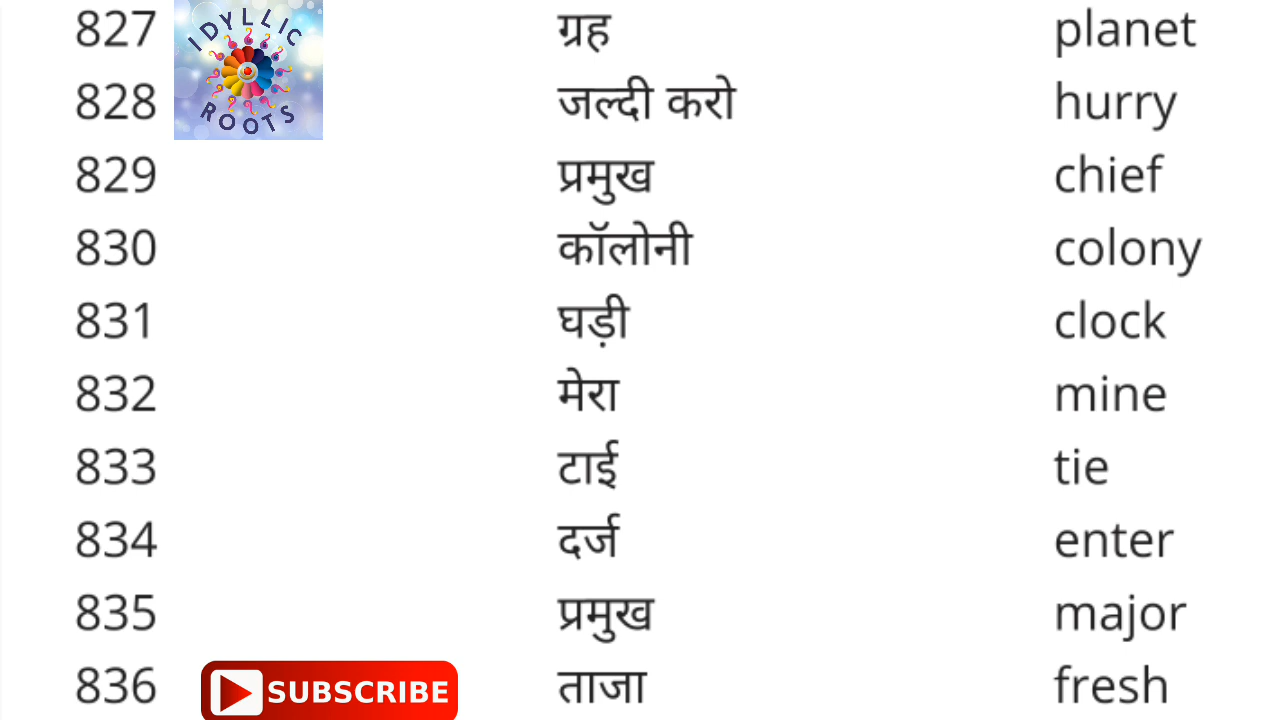 827 ग्रह planet
IDYLLIC ROOTS
828 जल्दी करो hurry
829 प्रमुख chief
830 कॉलोनी colony
831 घड़ी clock
832 मेरा mine
833 टाई tie
834 दर्ज enter
835 प्रमुख major
836 SUBSCRIBE ताजा fresh